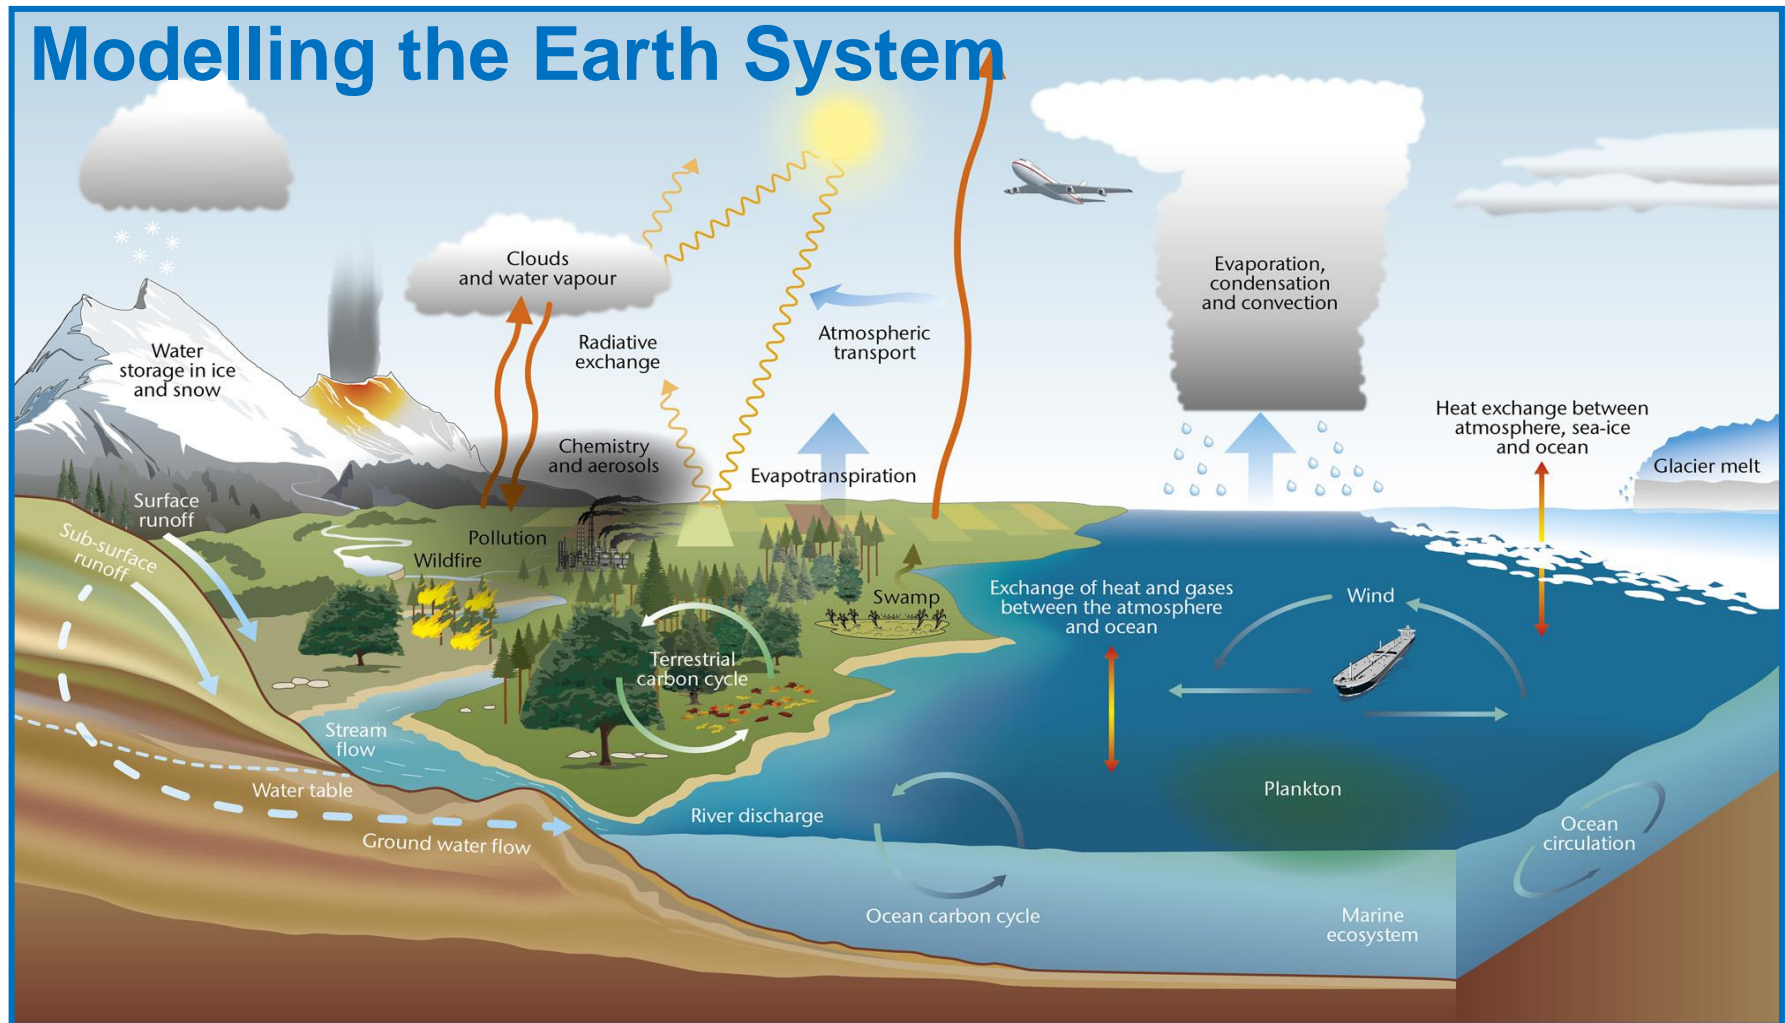 Modelling the Earth System
Clouds
and water vapour
Evaporation,
condensation
and convection
Water
storage in ice
and snow
Radiative
exchange
Atmospheric
transport
Heat exchange between
atmosphere, sea-ice
and ocean
Glacier melt
Chemistry
and aerosols
Evapotranspiration
Surface
runoff
Sub-surface
runoff
Pollution
Wildfire
Swamp
Exchange of heat and gases
between the atmosphere
and ocean
Wind
Terrestrial
carbon cycle
Stream
flow
Water table
Ground water flow
River discharge
Plankton
Ocean
circulation
Ocean carbon cycle
Marine
ecosystem